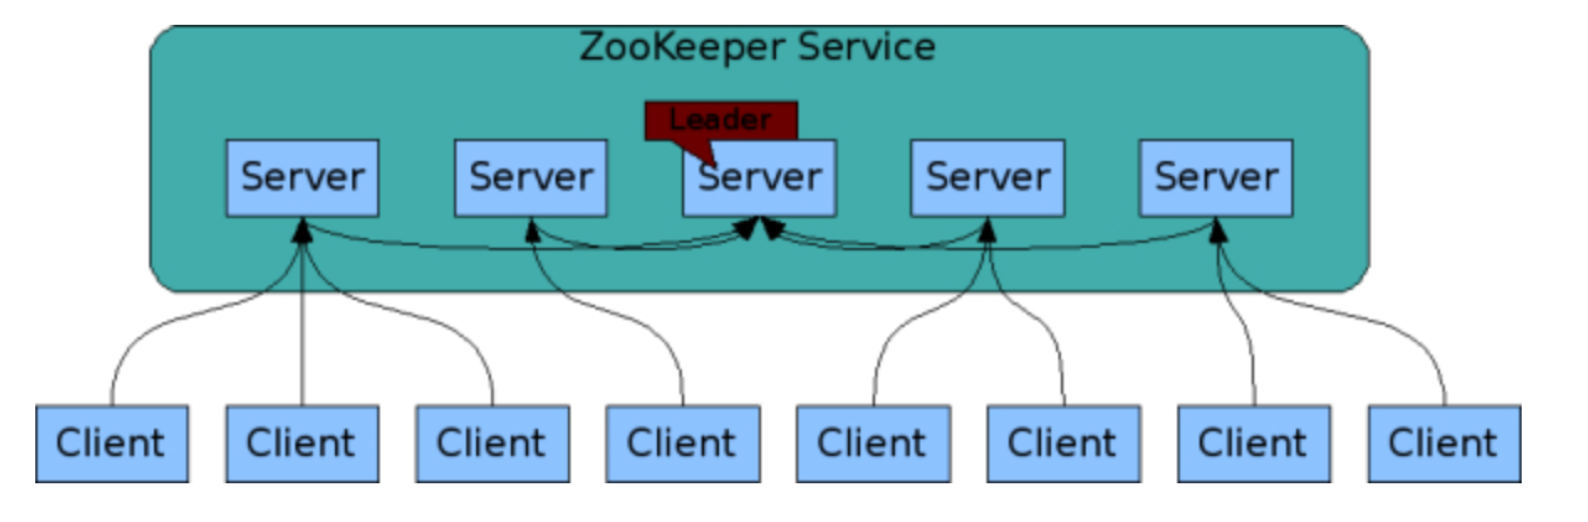 ZooKeeper Service
Leader
Server Server Server Server Server
Client Client Client Client Client Client Client Client